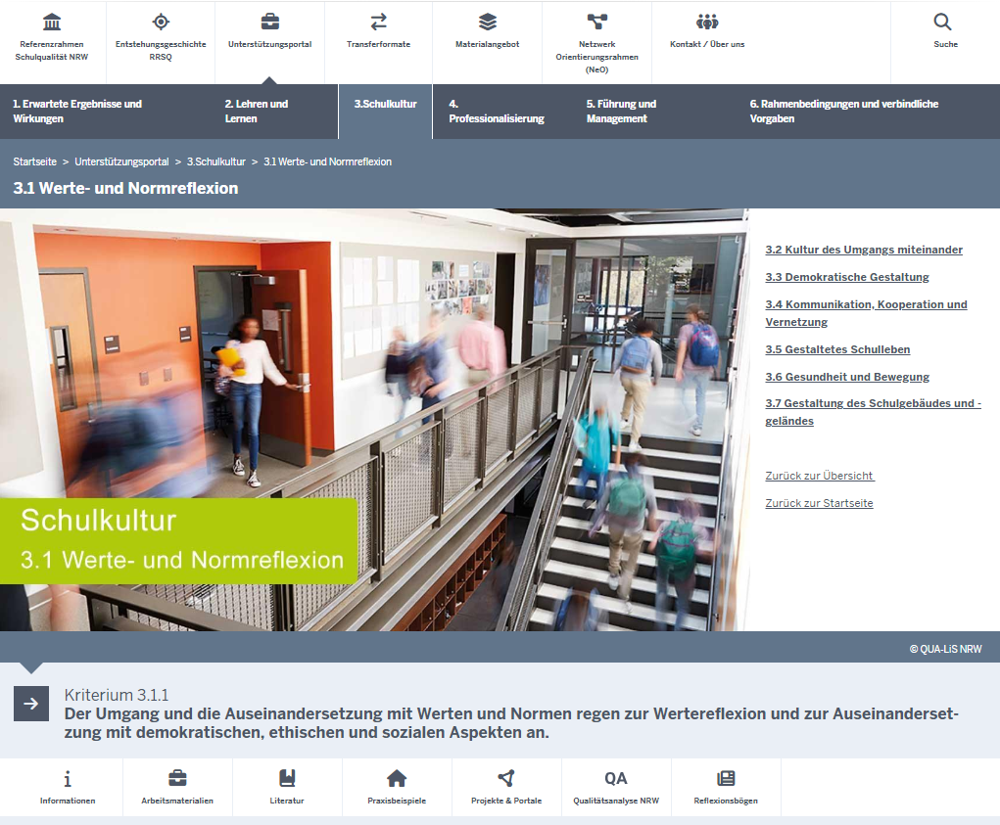 Referenzrahmen
Schulqualität NRW
Entstehungsgeschichte
RRSQ
Unterstützungsportal
Transferformate
Materialangebot
Netzwerk
Orientierungsrahmen
(NeO)
Kontakt / Über uns
Suche
1. Erwartete Ergebnisse und
Wirkungen
2. Lehren und
Lernen
3.Schulkultur
4.
Professionalisierung
5. Führung und
Management
6. Rahmenbedingungen und verbindliche
Vorgaben
Startseite > Unterstützungsportal > 3.Schulkultur > 3.1 Werte- und Normreflexion
3.1 Werte- und Normreflexion
3.2 Kultur des Umgangs miteinander
3.3 Demokratische Gestaltung
3.4 Kommunikation, Kooperation und
Vernetzung
3.5 Gestaltetes Schulleben
3.6 Gesundheit und Bewegung
3.7 Gestaltung des Schulgebäudes und -
geländes
Zurück zur Übersicht
Zurück zur Startseite
Schulkultur
3.1 Werte- und Normreflexion
© QUA-LiS NRW
Kriterium 3.1.1
Der Umgang und die Auseinandersetzung mit Werten und Normen regen zur Wertereflexion und zur Auseinanderset-
zung mit demokratischen, ethischen und sozialen Aspekten an.
Informationen
Arbeitsmaterialien
Literatur
Praxisbeispiele
Projekte & Portale
QA
Qualitätsanalyse NRW
Reflexionsbögen